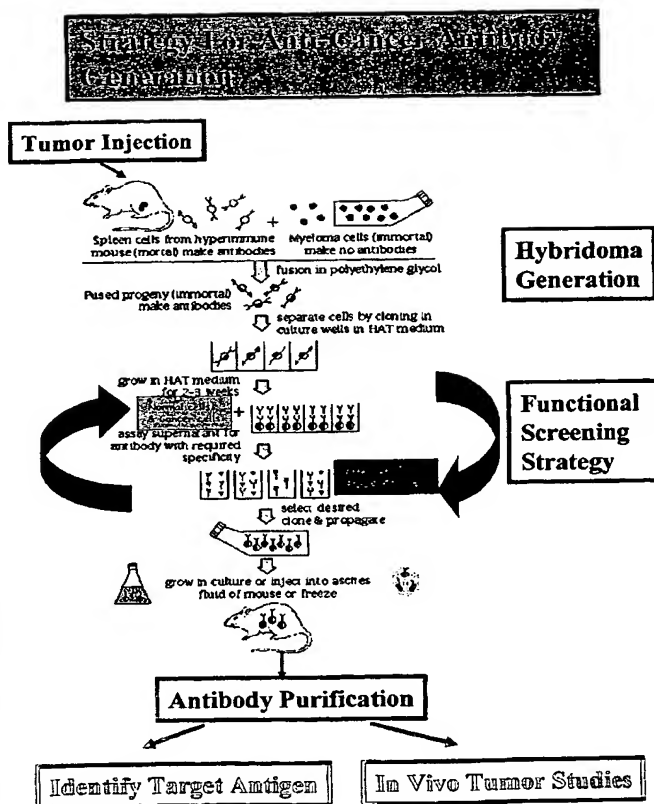 Strategy For Anti-Cancer Antibody
Generation
Tumor Injection
Spleen cells from hyperimmune
mouse (mortal) make antibodies
+
Myeloma cells (immortal)
make no antibodies
Hybridoma
Generation
fusion in polyethylene glycol
Fused progeny (immortal)
make antibodies
separate cells by cloning in
culture wells in HAT medium
grow in HAT medium
for 2-3 weeks
Normal Cells
+
assay supernatant for
antibody with required
specificity
Functional
Screening
Strategy
select desired
clone & propagate
grow in culture or inject into ascites
fluid of mouse or freeze
Antibody Purification
Identify Target Antigen
In Vivo Tumor Studies